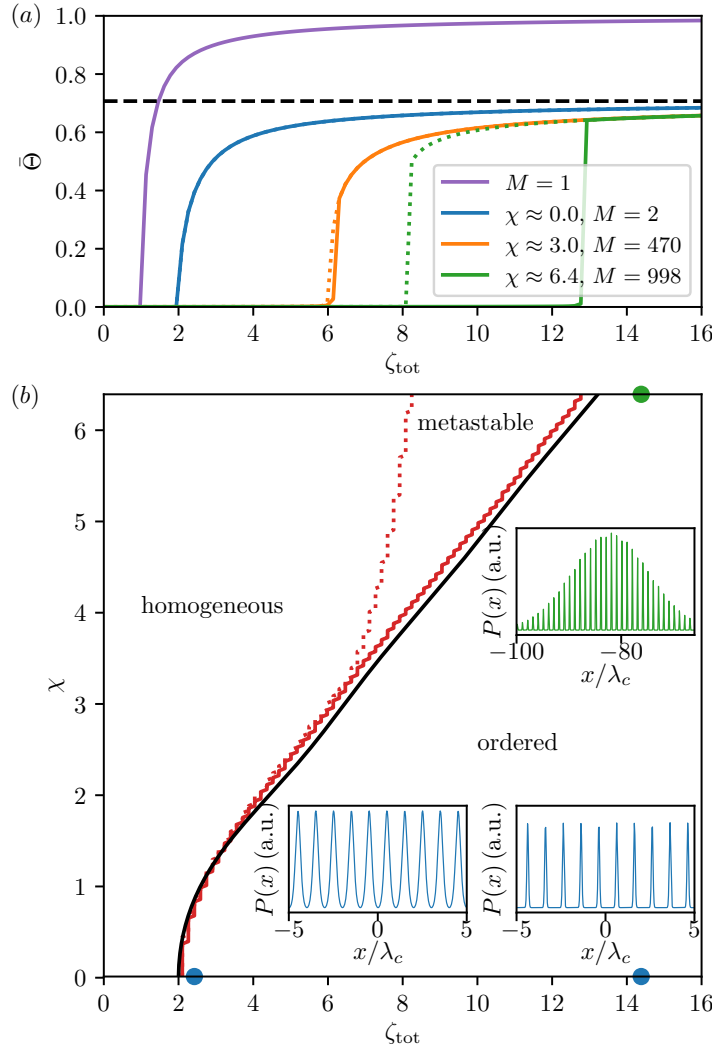 (a)
1.0
0.8
0.6
0.4
0.2
0.0
Θ̄
M = 1
χ ≈ 0.0, M = 2
χ ≈ 3.0, M = 470
χ ≈ 6.4, M = 998
0 2 4 6 8 10 12 14 16
ζtot
(b)
6
5
4
3
2
1
0
χ
metastable
homogeneous
ordered
P(x) (a.u.)
−100 −80
x/λc
P(x) (a.u.)
−5 0 5
x/λc
P(x) (a.u.)
−5 0 5
x/λc
0 2 4 6 8 10 12 14 16
ζtot